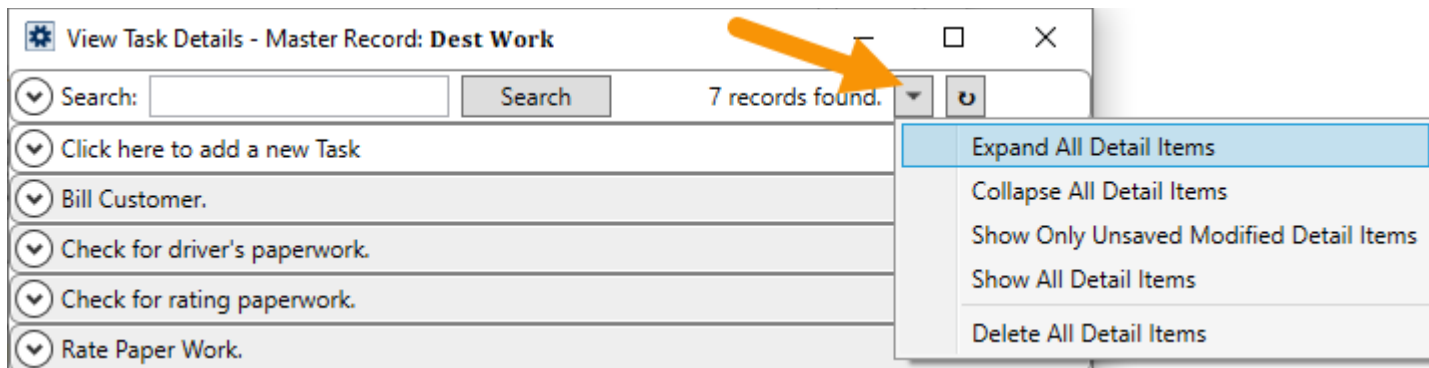 View Task Details - Master Record: Dest Work
Search:
Search
7 records found.
Click here to add a new Task
Bill Customer.
Check for driver's paperwork.
Check for rating paperwork.
Rate Paper Work.
Expand All Detail Items
Collapse All Detail Items
Show Only Unsaved Modified Detail Items
Show All Detail Items
Delete All Detail Items